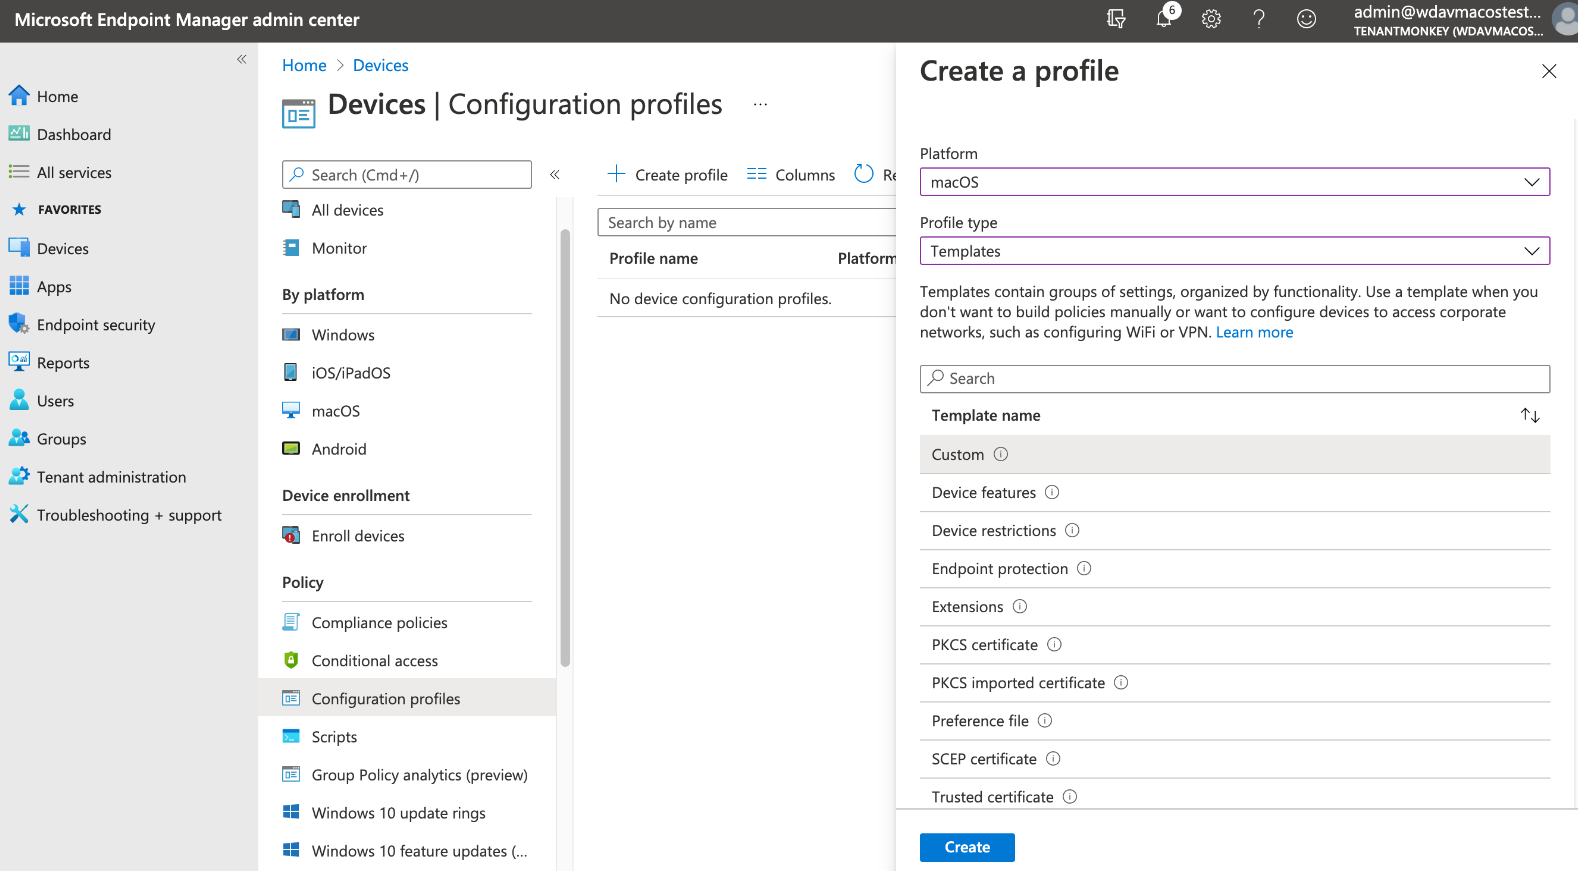 Microsoft Endpoint Manager admin center
6
admin@wdavmacostest...
TENANTMONKEY (WDAVMACOS...
«
Home
Dashboard
All services
FAVORITES
Devices
Apps
Endpoint security
Reports
Users
Groups
Tenant administration
Troubleshooting + support
Home > Devices
Devices | Configuration profiles ...
Search (Cmd+/)
«
All devices
Monitor
By platform
Windows
iOS/iPadOS
macOS
Android
Device enrollment
Enroll devices
Policy
Compliance policies
Conditional access
Configuration profiles
Scripts
Group Policy analytics (preview)
Windows 10 update rings
Windows 10 feature updates (...
Create profile
Columns
Re
Search by name
Profile name
Platform
No device configuration profiles.
Create a profile
Platform
macOS
Profile type
Templates
Templates contain groups of settings, organized by functionality. Use a template when you
don't want to build policies manually or want to configure devices to access corporate
networks, such as configuring WiFi or VPN. Learn more
Search
Template name
Custom
Device features
Device restrictions
Endpoint protection
Extensions
PKCS certificate
PKCS imported certificate
Preference file
SCEP certificate
Trusted certificate
Create